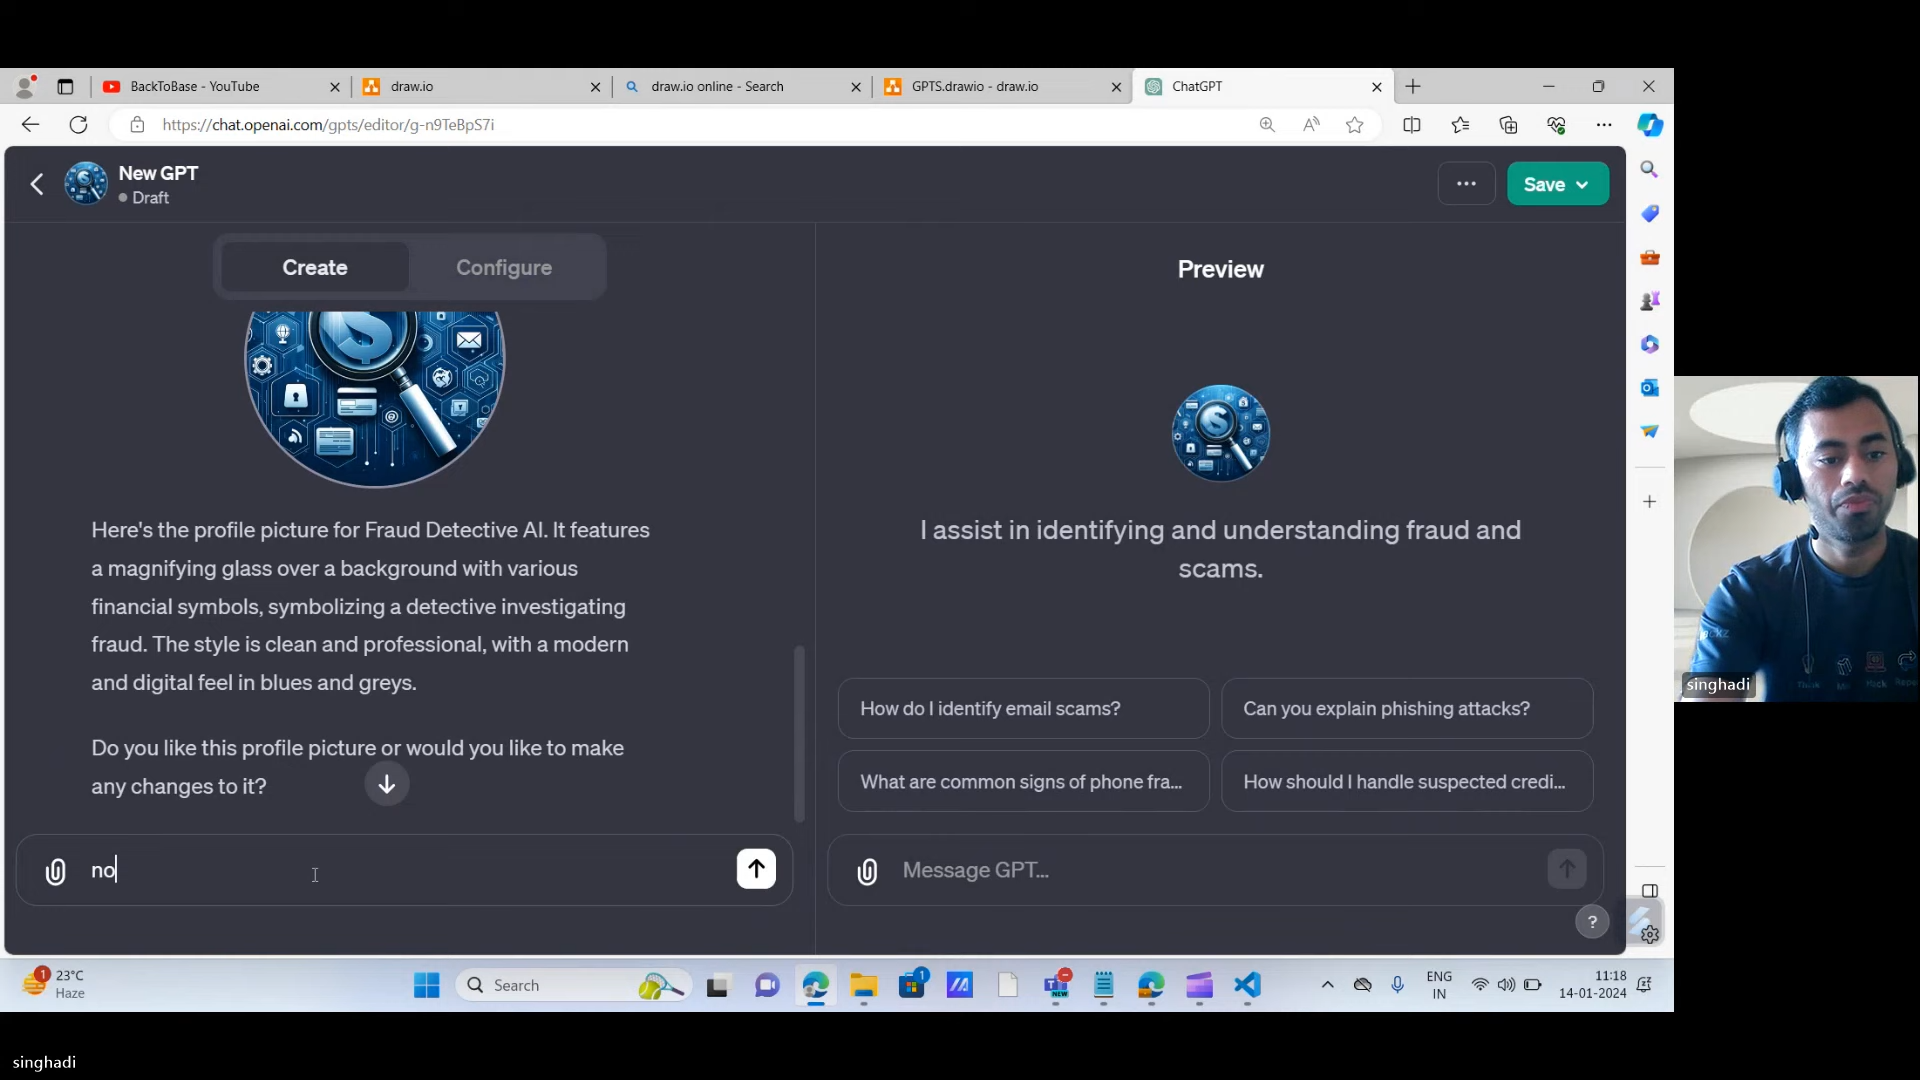 BackToBase - YouTube
draw.io
draw.io online - Search
GPTS.drawio - draw.io
ChatGPT
https://chat.openai.com/gpts/editor/g-n9TeBpS7i
New GPT
Draft
Save
Create
Configure
Preview
Here's the profile picture for Fraud Detective AI. It features
a magnifying glass over a background with various
financial symbols, symbolizing a detective investigating
fraud. The style is clean and professional, with a modern
and digital feel in blues and greys.
Do you like this profile picture or would you like to make
any changes to it?
no
I assist in identifying and understanding fraud and
scams.
How do I identify email scams?
Can you explain phishing attacks?
What are common signs of phone fra...
How should I handle suspected credi...
Message GPT...
?
singhadi
1
23°C
Haze
Search
1
NEW
ENG
IN
11:18
14-01-2024
singhadi